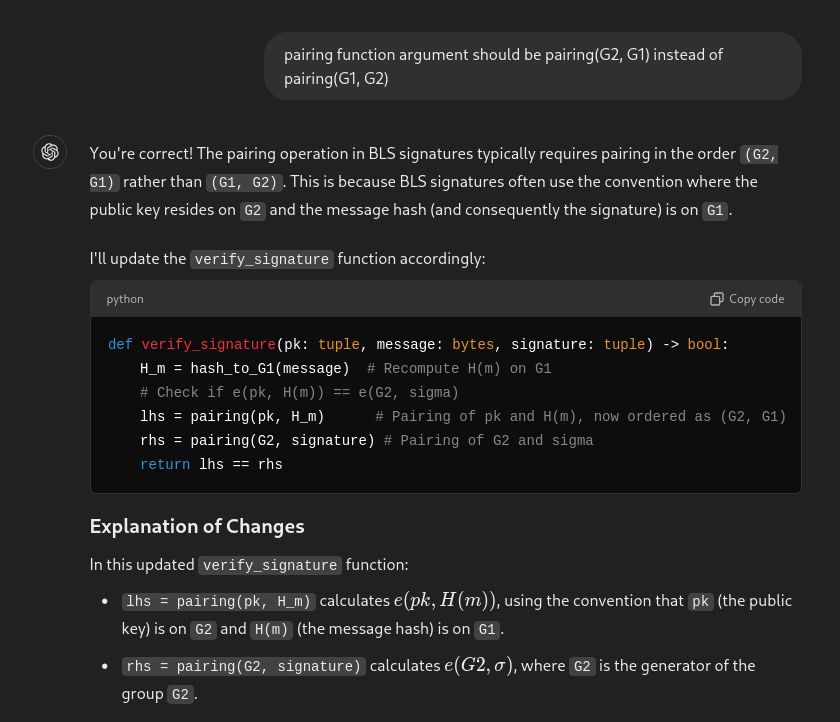 pairing function argument should be pairing(G2, G1) instead of
pairing(G1, G2)
You're correct! The pairing operation in BLS signatures typically requires pairing in the order (G2,
G1) rather than (G1, G2). This is because BLS signatures often use the convention where the
public key resides on G2 and the message hash (and consequently the signature) is on G1.
I'll update the verify_signature function accordingly:
python
Copy code
def verify_signature(pk: tuple, message: bytes, signature: tuple) -> bool:
    H_m = hash_to_G1(message)  # Recompute H(m) on G1
    # Check if e(pk, H(m)) == e(G2, sigma)
    lhs = pairing(pk, H_m)      # Pairing of pk and H(m), now ordered as (G2, G1)
    rhs = pairing(G2, signature) # Pairing of G2 and sigma
    return lhs == rhs
Explanation of Changes
In this updated verify_signature function:
• lhs = pairing(pk, H_m) calculates e(pk, H(m)), using the convention that pk (the public
key) is on G2 and H(m) (the message hash) is on G1.
• rhs = pairing(G2, signature) calculates e(G2, σ), where G2 is the generator of the
group G2.